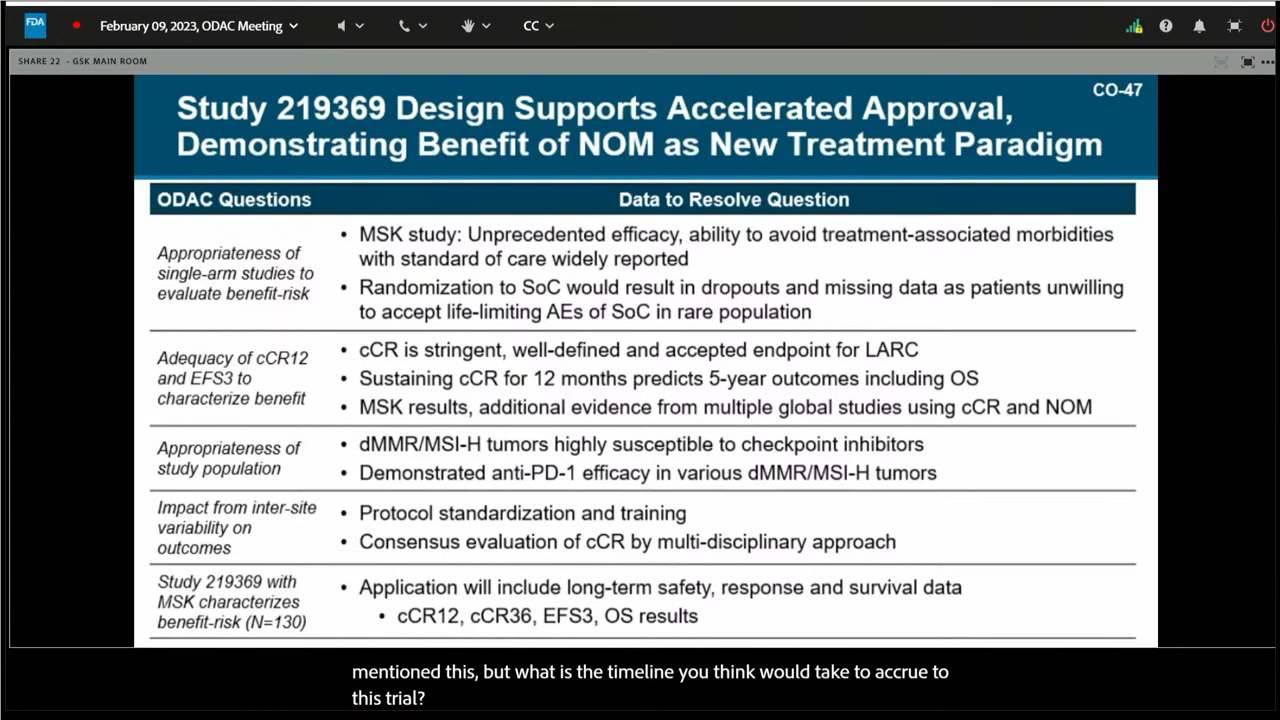 FDA
February 09, 2023, ODAC Meeting
CC
SHARE 22 - GSK MAIN ROOM
CO-47
Study 219369 Design Supports Accelerated Approval,
Demonstrating Benefit of NOM as New Treatment Paradigm
ODAC Questions
Data to Resolve Question
Appropriateness of
single-arm studies to
evaluate benefit-risk
• MSK study: Unprecedented efficacy, ability to avoid treatment-associated morbidities
with standard of care widely reported
• Randomization to SoC would result in dropouts and missing data as patients unwilling
to accept life-limiting AEs of SoC in rare population
Adequacy of cCR12
and EFS3 to
characterize benefit
• cCR is stringent, well-defined and accepted endpoint for LARC
• Sustaining cCR for 12 months predicts 5-year outcomes including OS
• MSK results, additional evidence from multiple global studies using cCR and NOM
Appropriateness of
study population
• dMMR/MSI-H tumors highly susceptible to checkpoint inhibitors
• Demonstrated anti-PD-1 efficacy in various dMMR/MSI-H tumors
Impact from inter-site
variability on
outcomes
• Protocol standardization and training
• Consensus evaluation of cCR by multi-disciplinary approach
Study 219369 with
MSK characterizes
benefit-risk (N=130)
• Application will include long-term safety, response and survival data
• cCR12, cCR36, EFS3, OS results
mentioned this, but what is the timeline you think would take to accrue to
this trial?